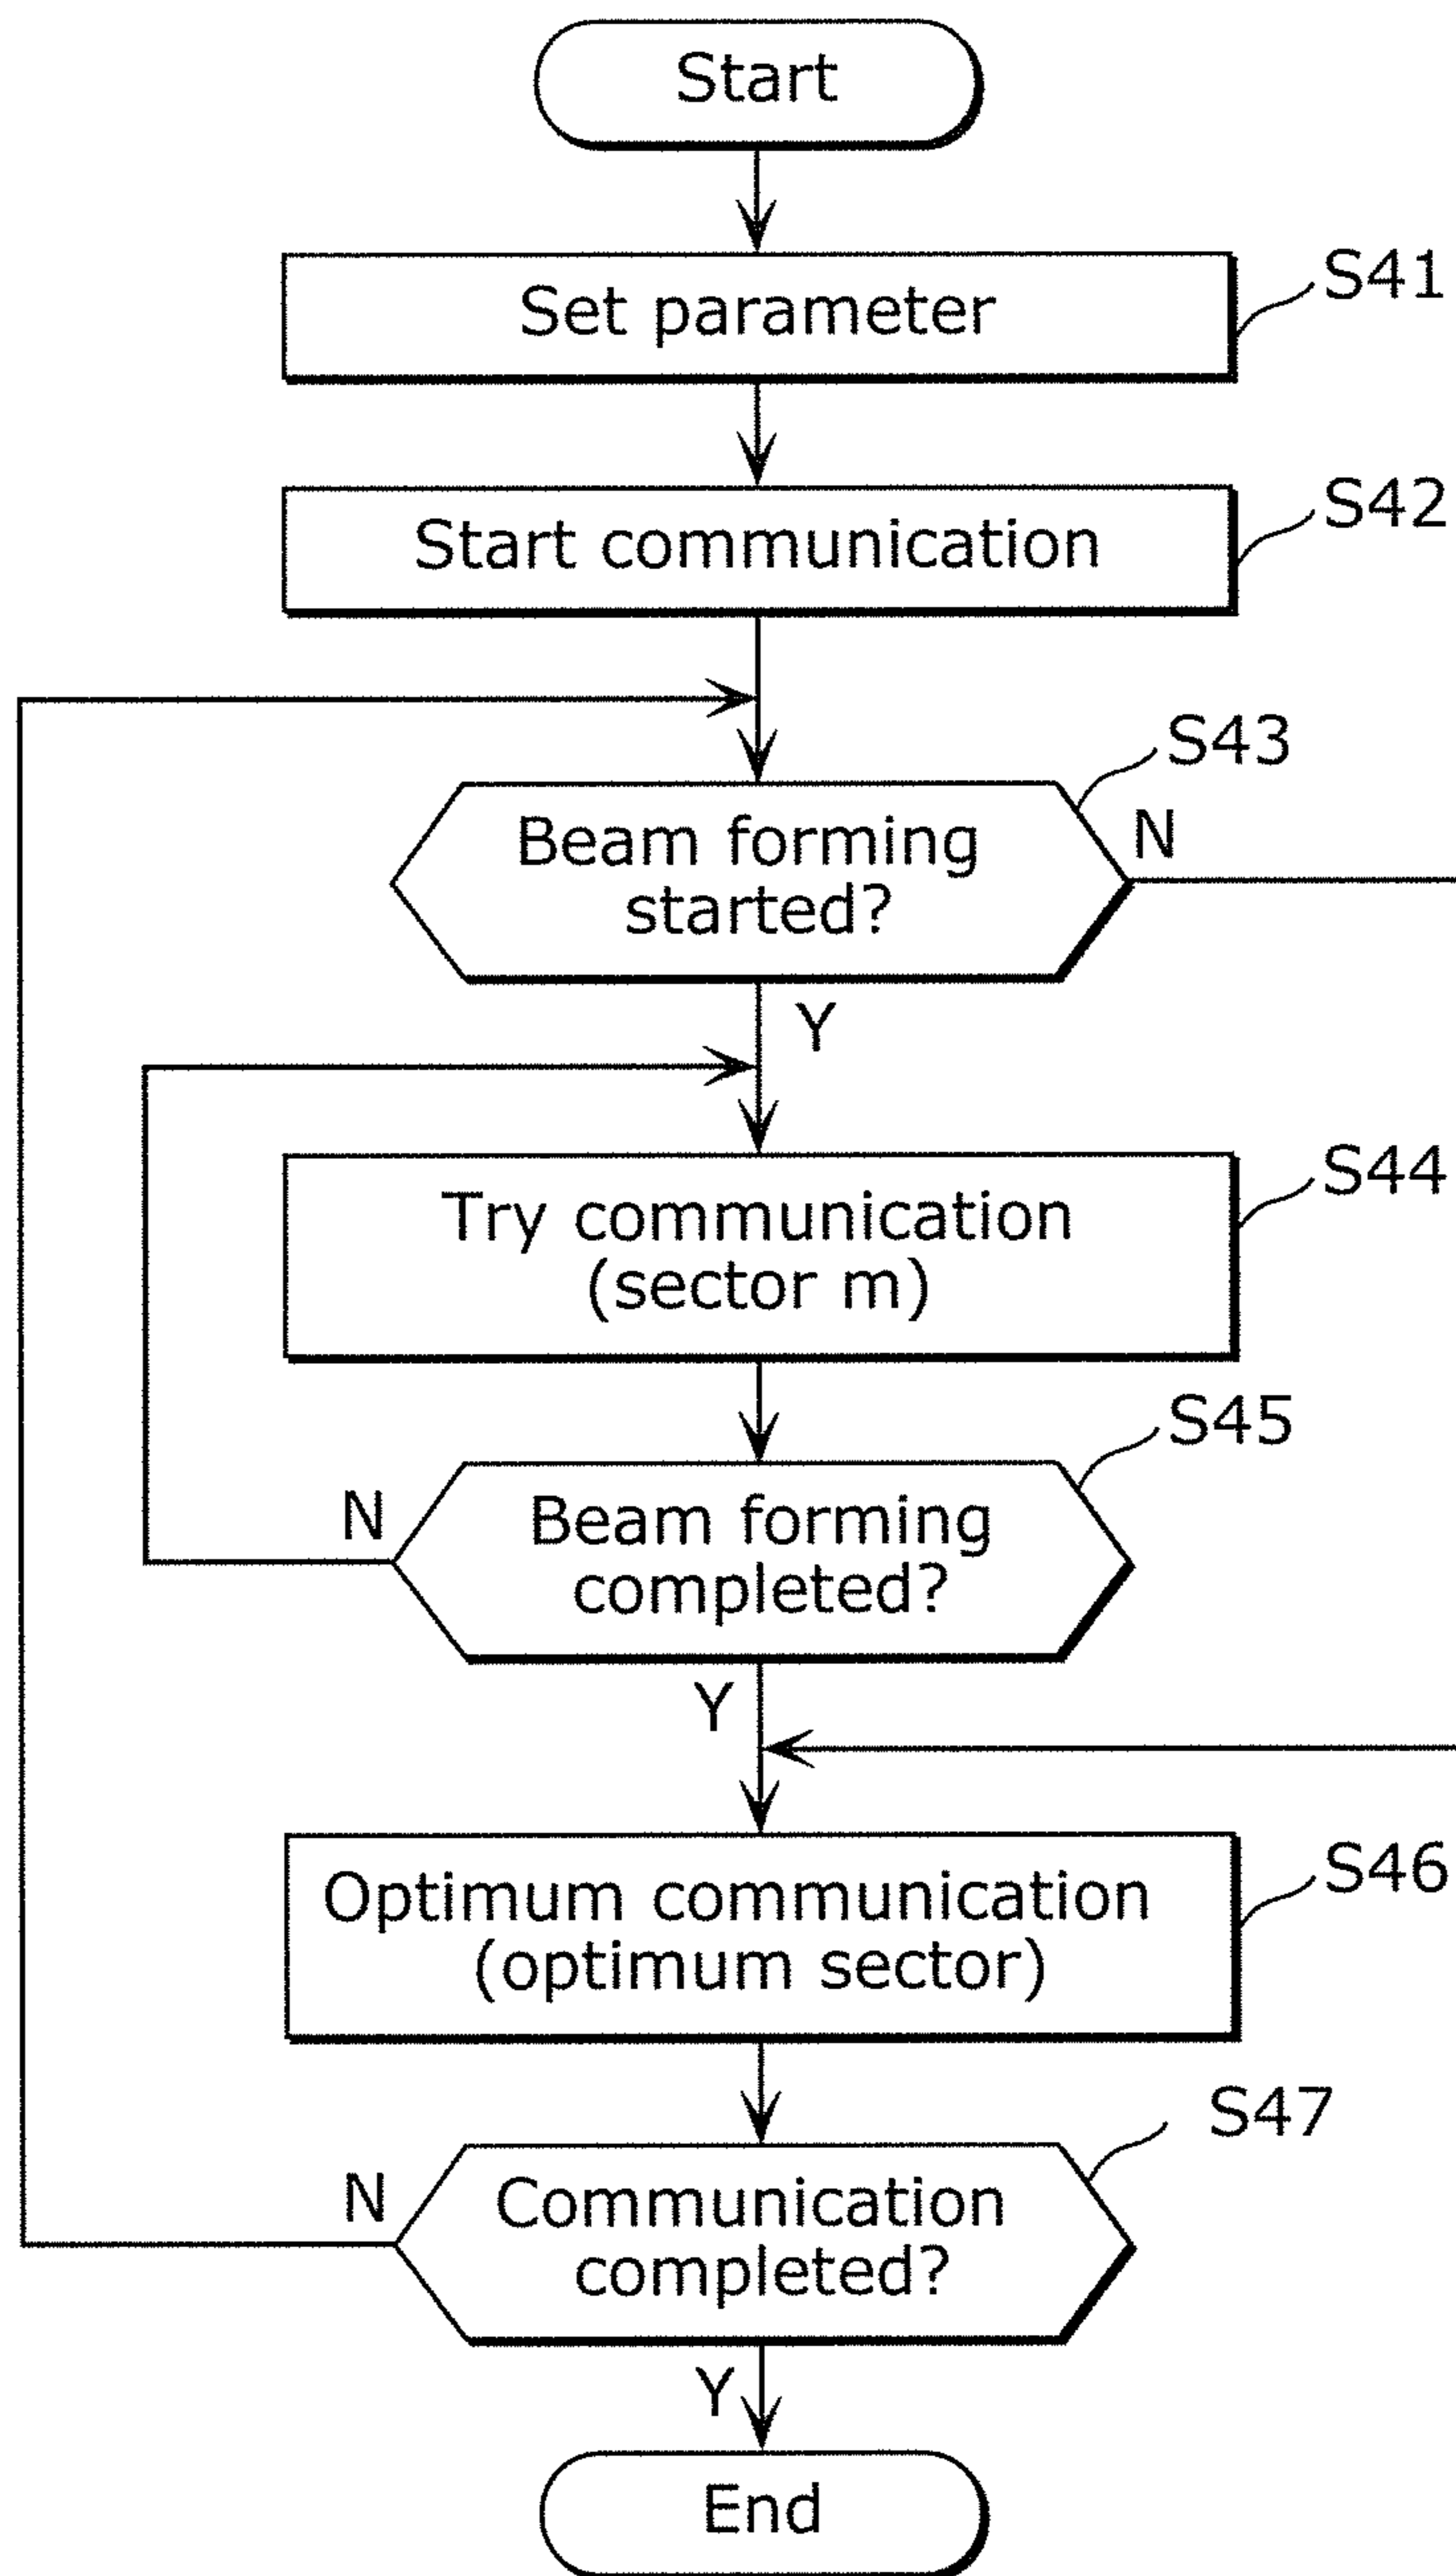 Start
Set parameter
S41
Start communication
S42
S43
Beam forming
started?
N
Y
Try communication
(sector m)
S44
S45
N
Beam forming
completed?
Y
Optimum communication
(optimum sector)
S46
S47
N
Communication
completed?
Y
End